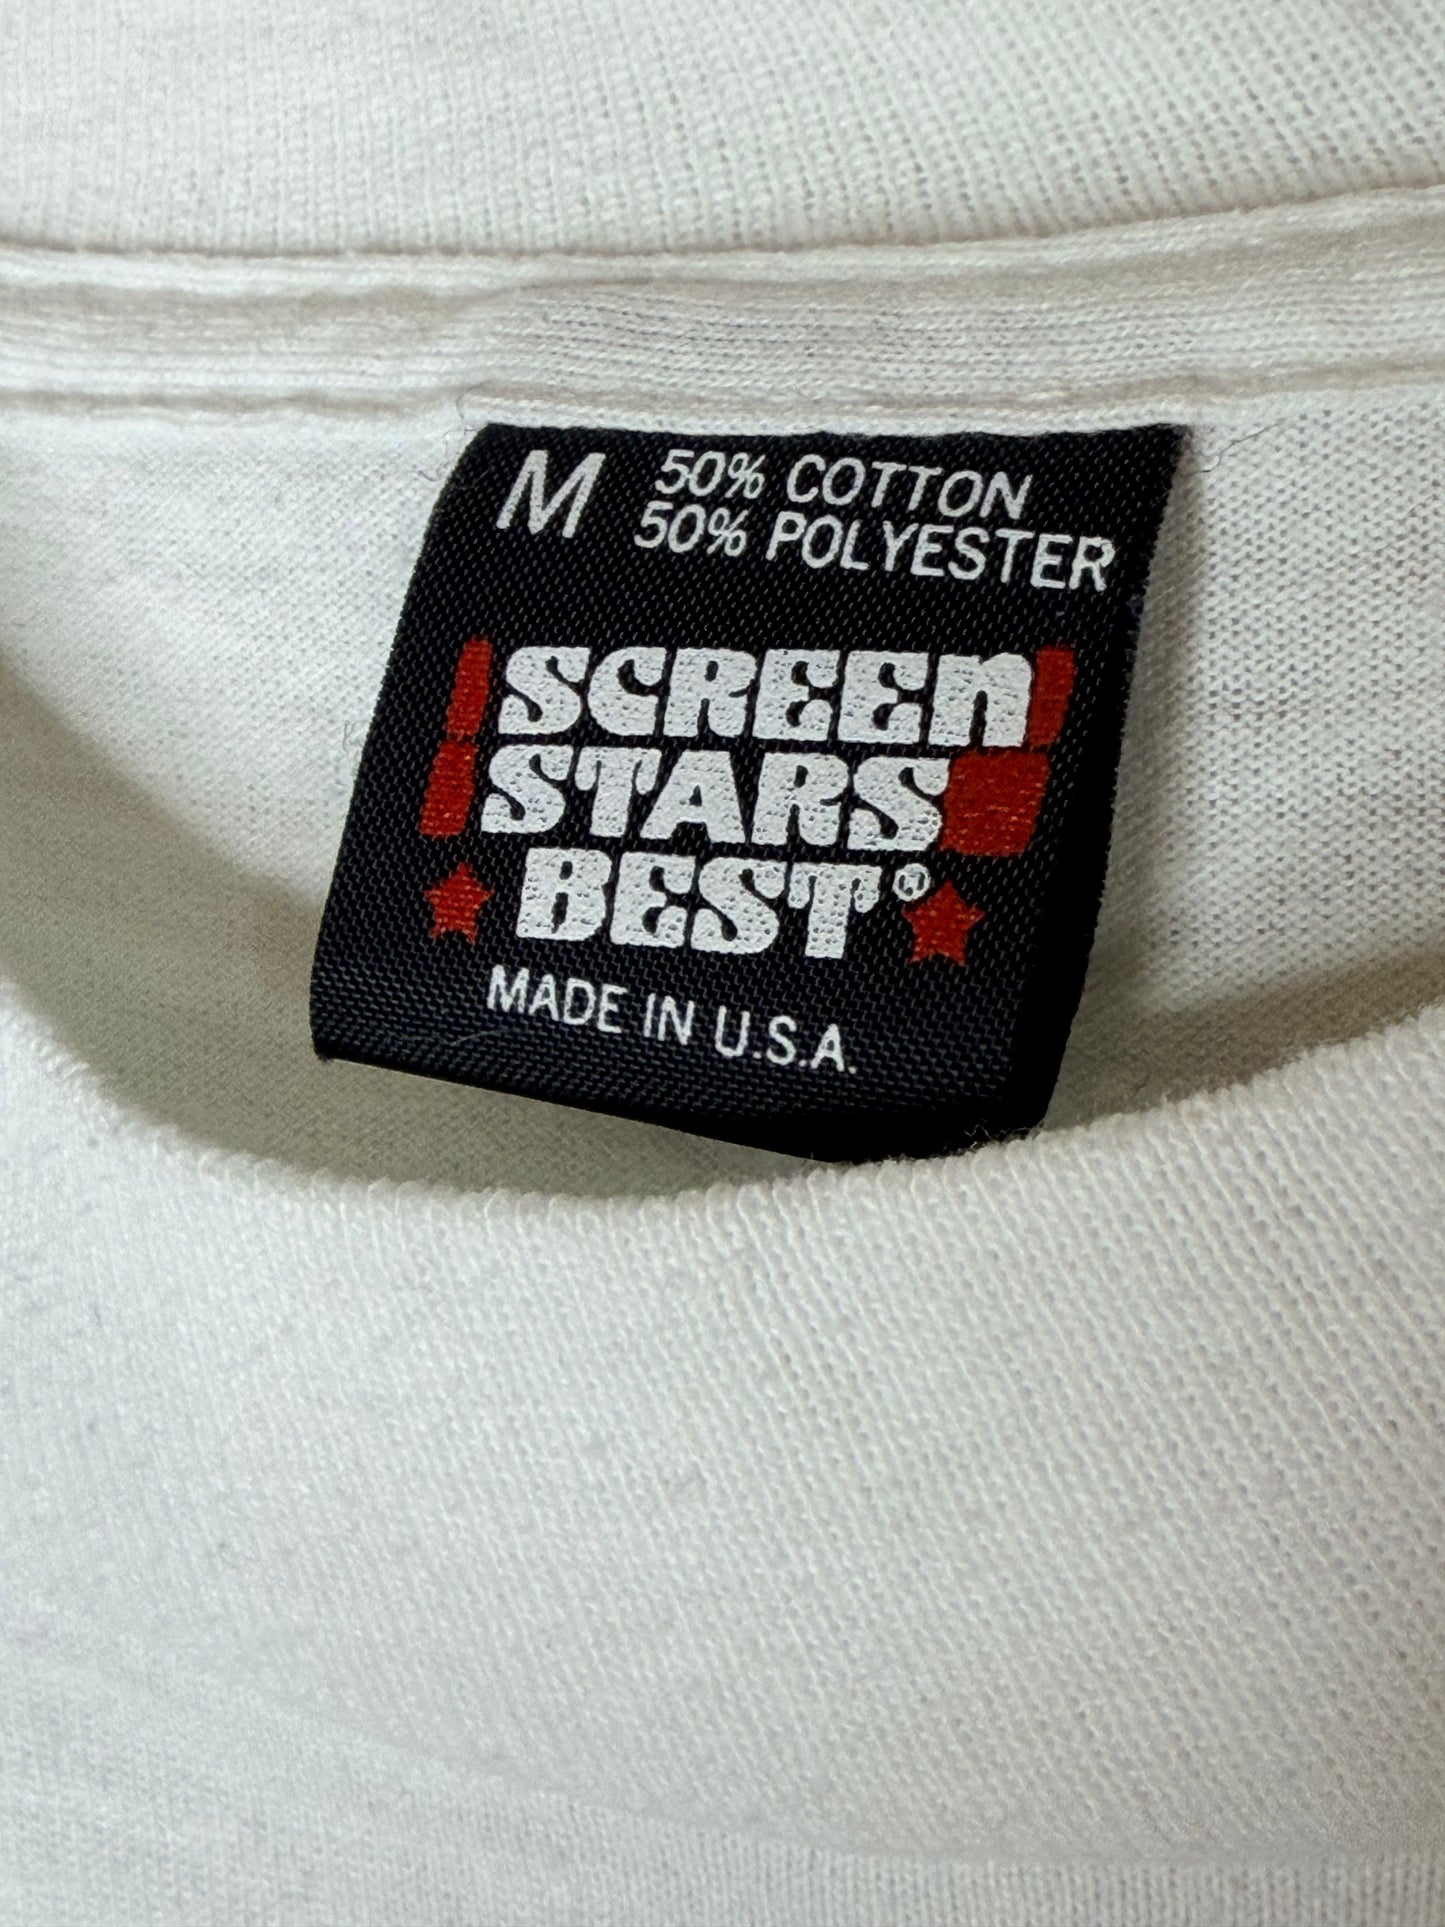 M 50% COTTON
50% POLYESTER
SCREEN
STARS
BEST®
MADE IN U.S.A.